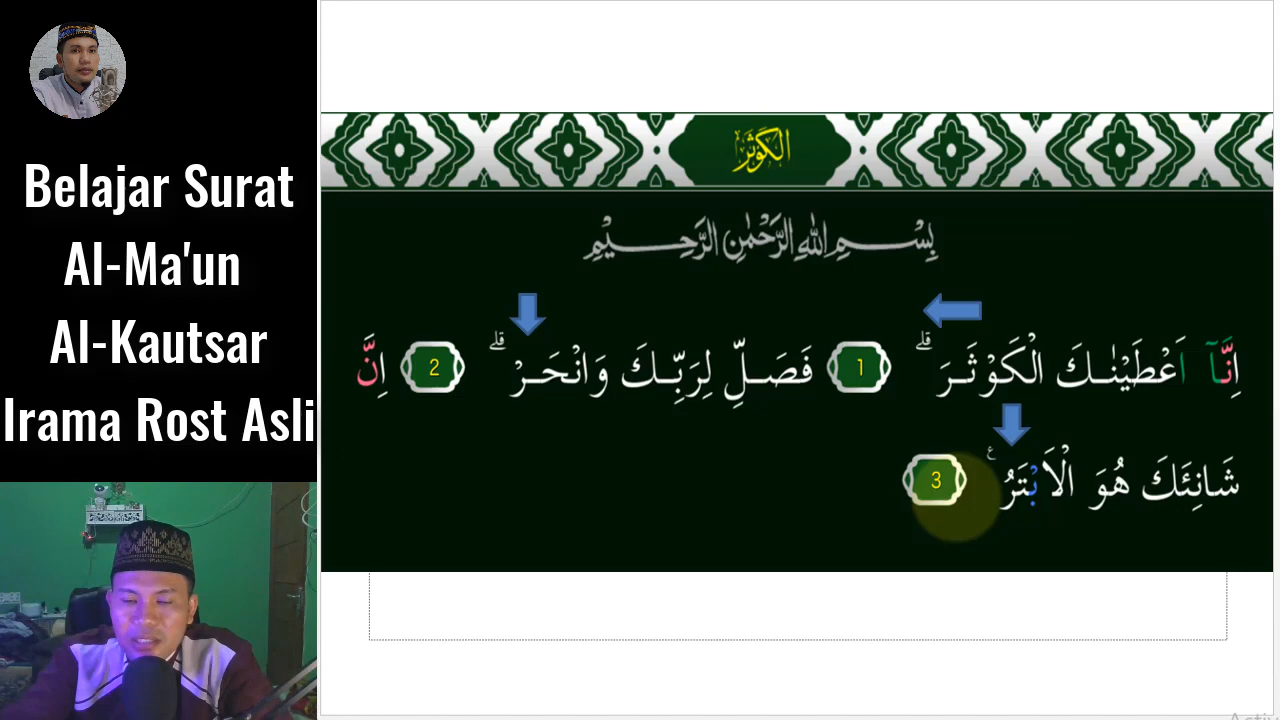 Belajar Surat
Al-Ma'un
Al-Kautsar
Irama Rost Asli
الكوثر
بِسْمِ اللّٰهِ الرَّحْمٰنِ الرَّحِيْمِ
اِنَّآ اَعْطَيْنٰكَ الْكَوْثَرَ ۗ 1 فَصَلِّ لِرَبِّكَ وَانْحَرْ ۗ 2 اِنَّ
شَانِئَكَ هُوَ الْاَبْتَرُ ࣖ 3